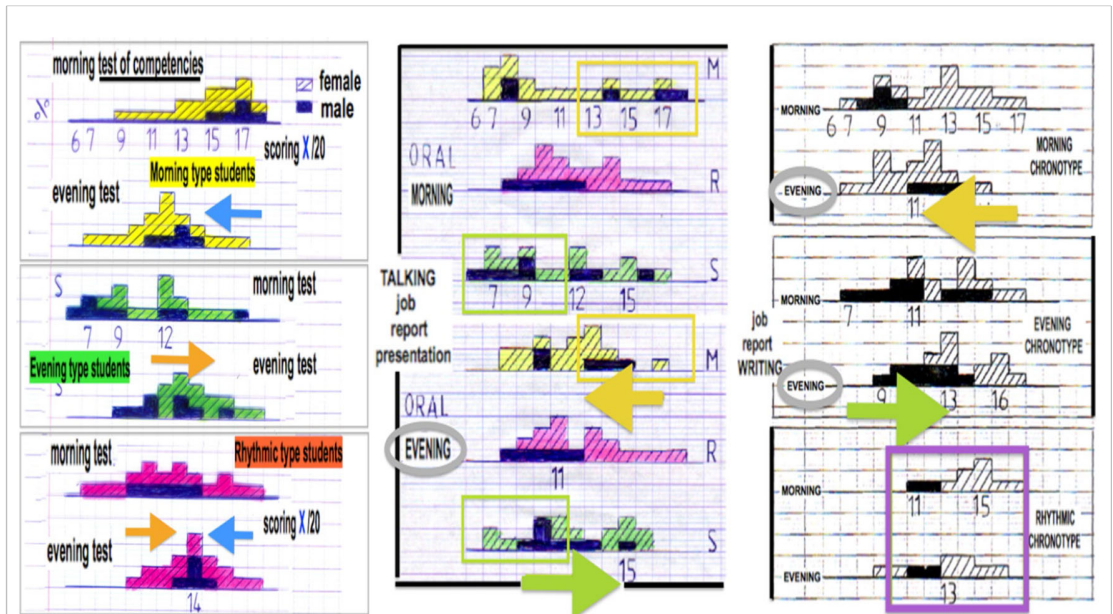 morning test of competencies
female
male
%
6 7 9 11 13 15 17
scoring X/20
Morning type students
evening test
S
morning test
7 9 12
Evening type students
evening test
S
morning test
Rhythmic type students
scoring X/20
evening test
14
M
6 7 9 11 13 15 17
ORAL
MORNING
R
S
7 9 12 15
TALKING
job
report
presentation
M
ORAL
EVENING
R
11
S
15
MORNING
6 7 9 11 13 15 17
MORNING
CHRONOTYPE
EVENING
11
MORNING
7 11
job
report
WRITING
EVENING
CHRONOTYPE
EVENING
9 13 16
MORNING
11 15
RHYTHMIC
CHRONOTYPE
EVENING
13